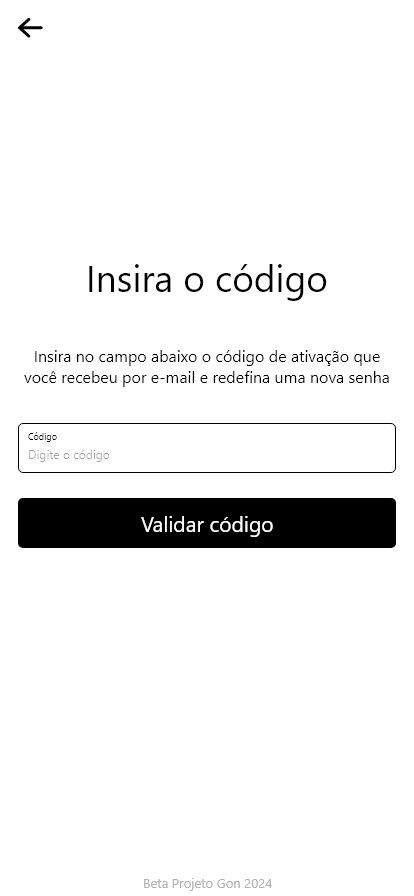 Insira o código
Insira no campo abaixo o código de ativação que
você recebeu por e-mail e redefina uma nova senha
Código
Digite o código
Validar código
Beta Projeto Gon 2024